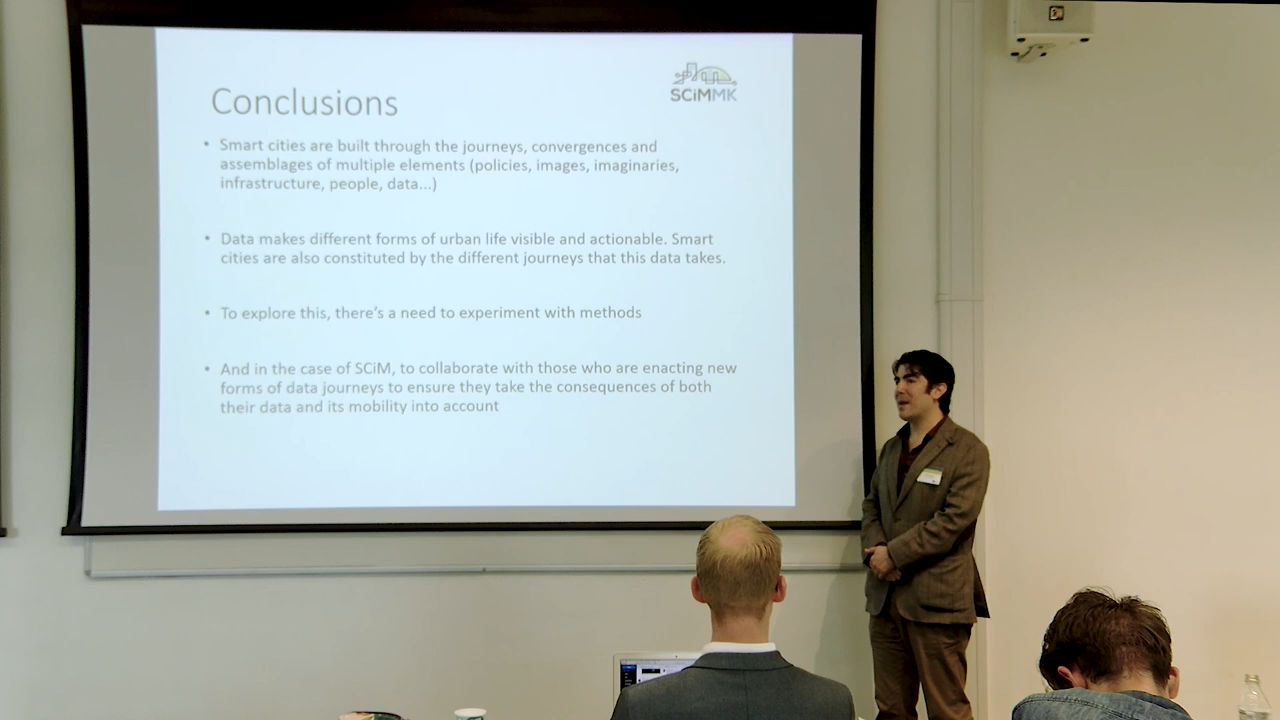 SCiMMK
Conclusions
• Smart cities are built through the journeys, convergences and
assemblages of multiple elements (policies, images, imaginaries,
infrastructure, people, data...)
• Data makes different forms of urban life visible and actionable. Smart
cities are also constituted by the different journeys that this data takes.
• To explore this, there's a need to experiment with methods
• And in the case of SCiM, to collaborate with those who are enacting new
forms of data journeys to ensure they take the consequences of both
their data and its mobility into account